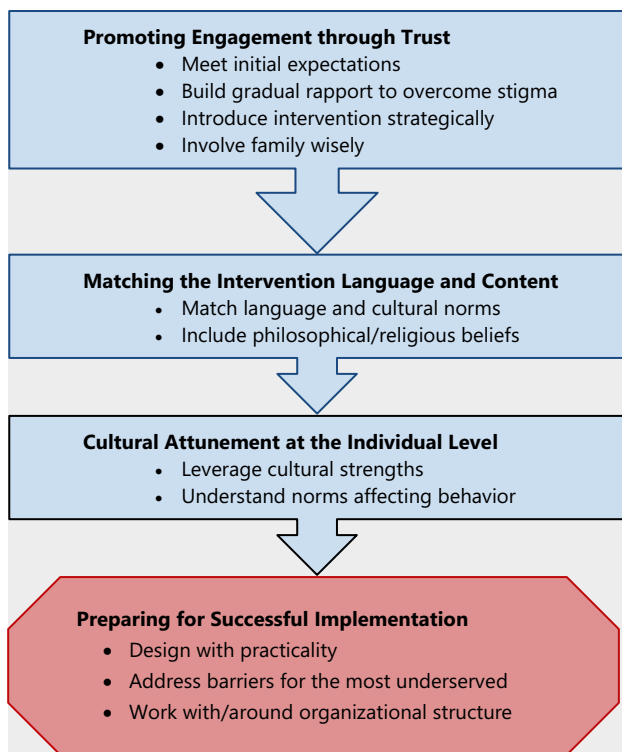 Promoting Engagement through Trust
• Meet initial expectations
• Build gradual rapport to overcome stigma
• Introduce intervention strategically
• Involve family wisely
Matching the Intervention Language and Content
• Match language and cultural norms
• Include philosophical/religious beliefs
Cultural Attunement at the Individual Level
• Leverage cultural strengths
• Understand norms affecting behavior
Preparing for Successful Implementation
• Design with practicality
• Address barriers for the most underserved
• Work with/around organizational structure